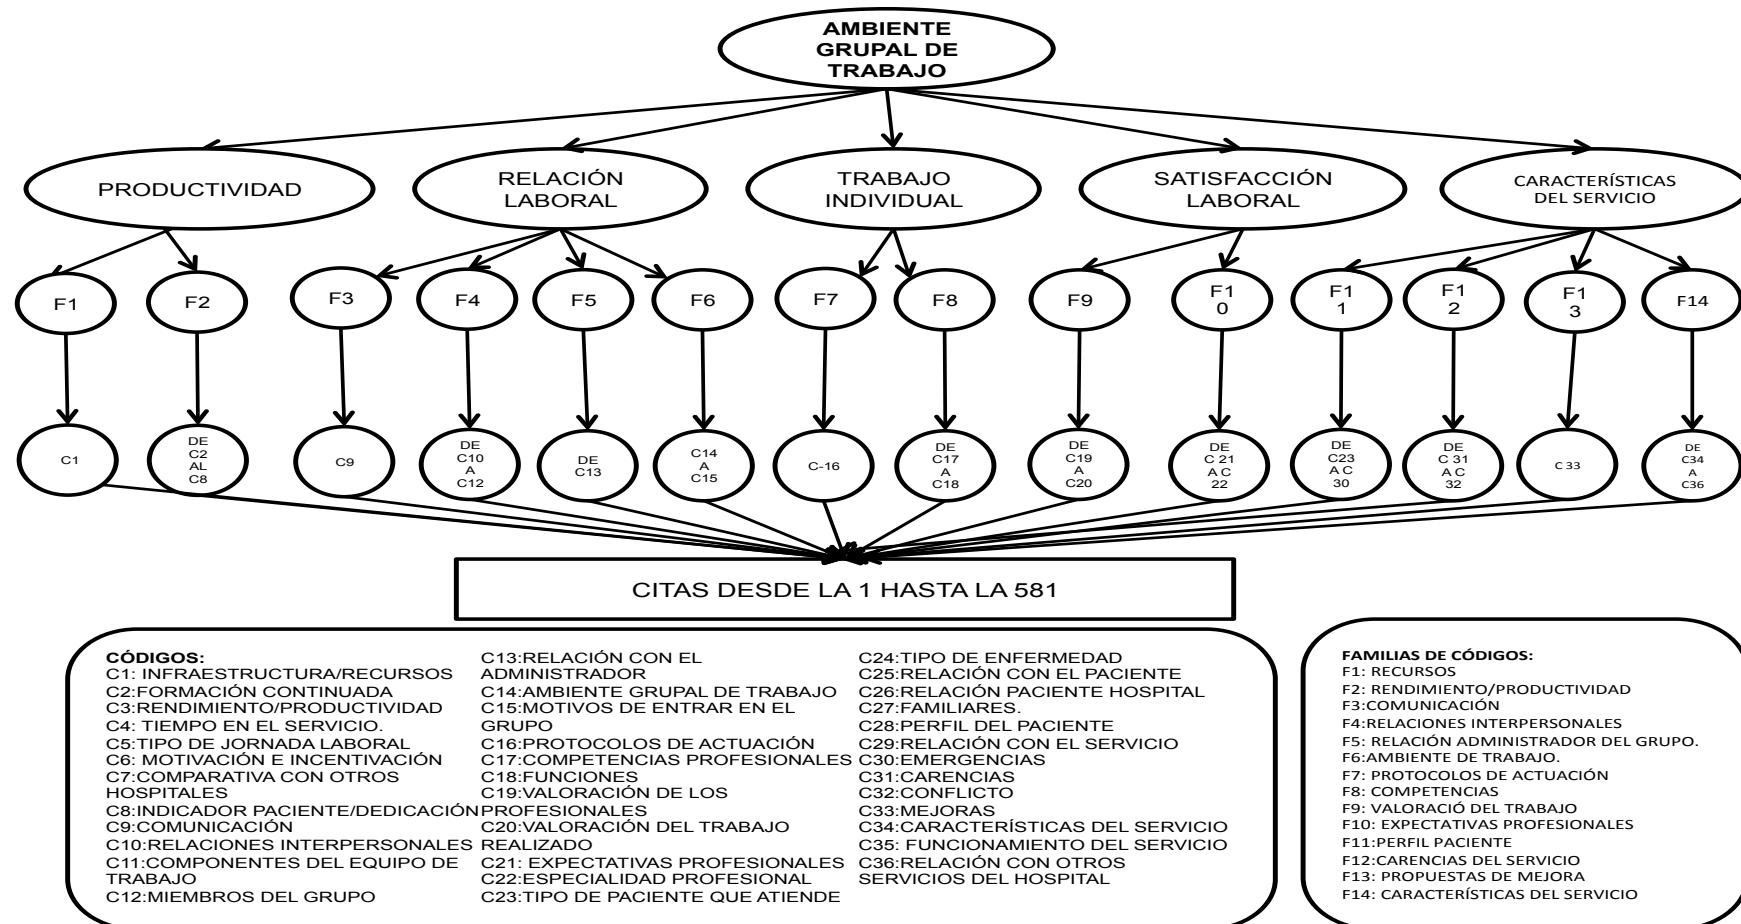 AMBIENTE
GRUPAL DE
TRABAJO
PRODUCTIVIDAD
RELACIÓN
LABORAL
TRABAJO
INDIVIDUAL
SATISFACCIÓN
LABORAL
CARACTERÍSTICAS
DEL SERVICIO
F1
F2
F3
F4
F5
F6
F7
F8
F9
F1
0
F1
1
F1
2
F1
3
F14
C1
DE
C2
AL
C8
C9
DE
C10
A
C12
DE
C13
C14
A
C15
C-16
DE
C17
A
C18
DE
C19
A
C20
DE
C 21
A C
22
DE
C23
A C
30
DE
C 31
A C
32
C 33
DE
C34
A
C36
CITAS DESDE LA 1 HASTA LA 581
CÓDIGOS:
C1: INFRAESTRUCTURA/RECURSOS
C2:FORMACIÓN CONTINUADA
C3:RENDIMIENTO/PRODUCTIVIDAD
C4: TIEMPO EN EL SERVICIO.
C5:TIPO DE JORNADA LABORAL
C6: MOTIVACIÓN E INCENTIVACIÓN
C7:COMPARATIVA CON OTROS
HOSPITALES
C8:INDICADOR PACIENTE/DEDICACIÓN
C9:COMUNICACIÓN
C10:RELACIONES INTERPERSONALES
C11:COMPONENTES DEL EQUIPO DE
TRABAJO
C12:MIEMBROS DEL GRUPO
C13:RELACIÓN CON EL
ADMINISTRADOR
C14:AMBIENTE GRUPAL DE TRABAJO
C15:MOTIVOS DE ENTRAR EN EL
GRUPO
C16:PROTOCOLOS DE ACTUACIÓN
C17:COMPETENCIAS PROFESIONALES
C18:FUNCIONES
C19:VALORACIÓN DE LOS
PROFESIONALES
C20:VALORACIÓN DEL TRABAJO
REALIZADO
C21: EXPECTATIVAS PROFESIONALES
C22:ESPECIALIDAD PROFESIONAL
C23:TIPO DE PACIENTE QUE ATIENDE
C24:TIPO DE ENFERMEDAD
C25:RELACIÓN CON EL PACIENTE
C26:RELACIÓN PACIENTE HOSPITAL
C27:FAMILIARES.
C28:PERFIL DEL PACIENTE
C29:RELACIÓN CON EL SERVICIO
C30:EMERGENCIAS
C31:CARENCIAS
C32:CONFLICTO
C33:MEJORAS
C34:CARACTERÍSTICAS DEL SERVICIO
C35: FUNCIONAMIENTO DEL SERVICIO
C36:RELACIÓN CON OTROS
SERVICIOS DEL HOSPITAL
FAMILIAS DE CÓDIGOS:
F1: RECURSOS
F2: RENDIMIENTO/PRODUCTIVIDAD
F3:COMUNICACIÓN
F4:RELACIONES INTERPERSONALES
F5: RELACIÓN ADMINISTRADOR DEL GRUPO.
F6:AMBIENTE DE TRABAJO.
F7: PROTOCOLOS DE ACTUACIÓN
F8: COMPETENCIAS
F9: VALORACIÓ DEL TRABAJO
F10: EXPECTATIVAS PROFESIONALES
F11:PERFIL PACIENTE
F12:CARENCIAS DEL SERVICIO
F13: PROPUESTAS DE MEJORA
F14: CARACTERÍSTICAS DEL SERVICIO